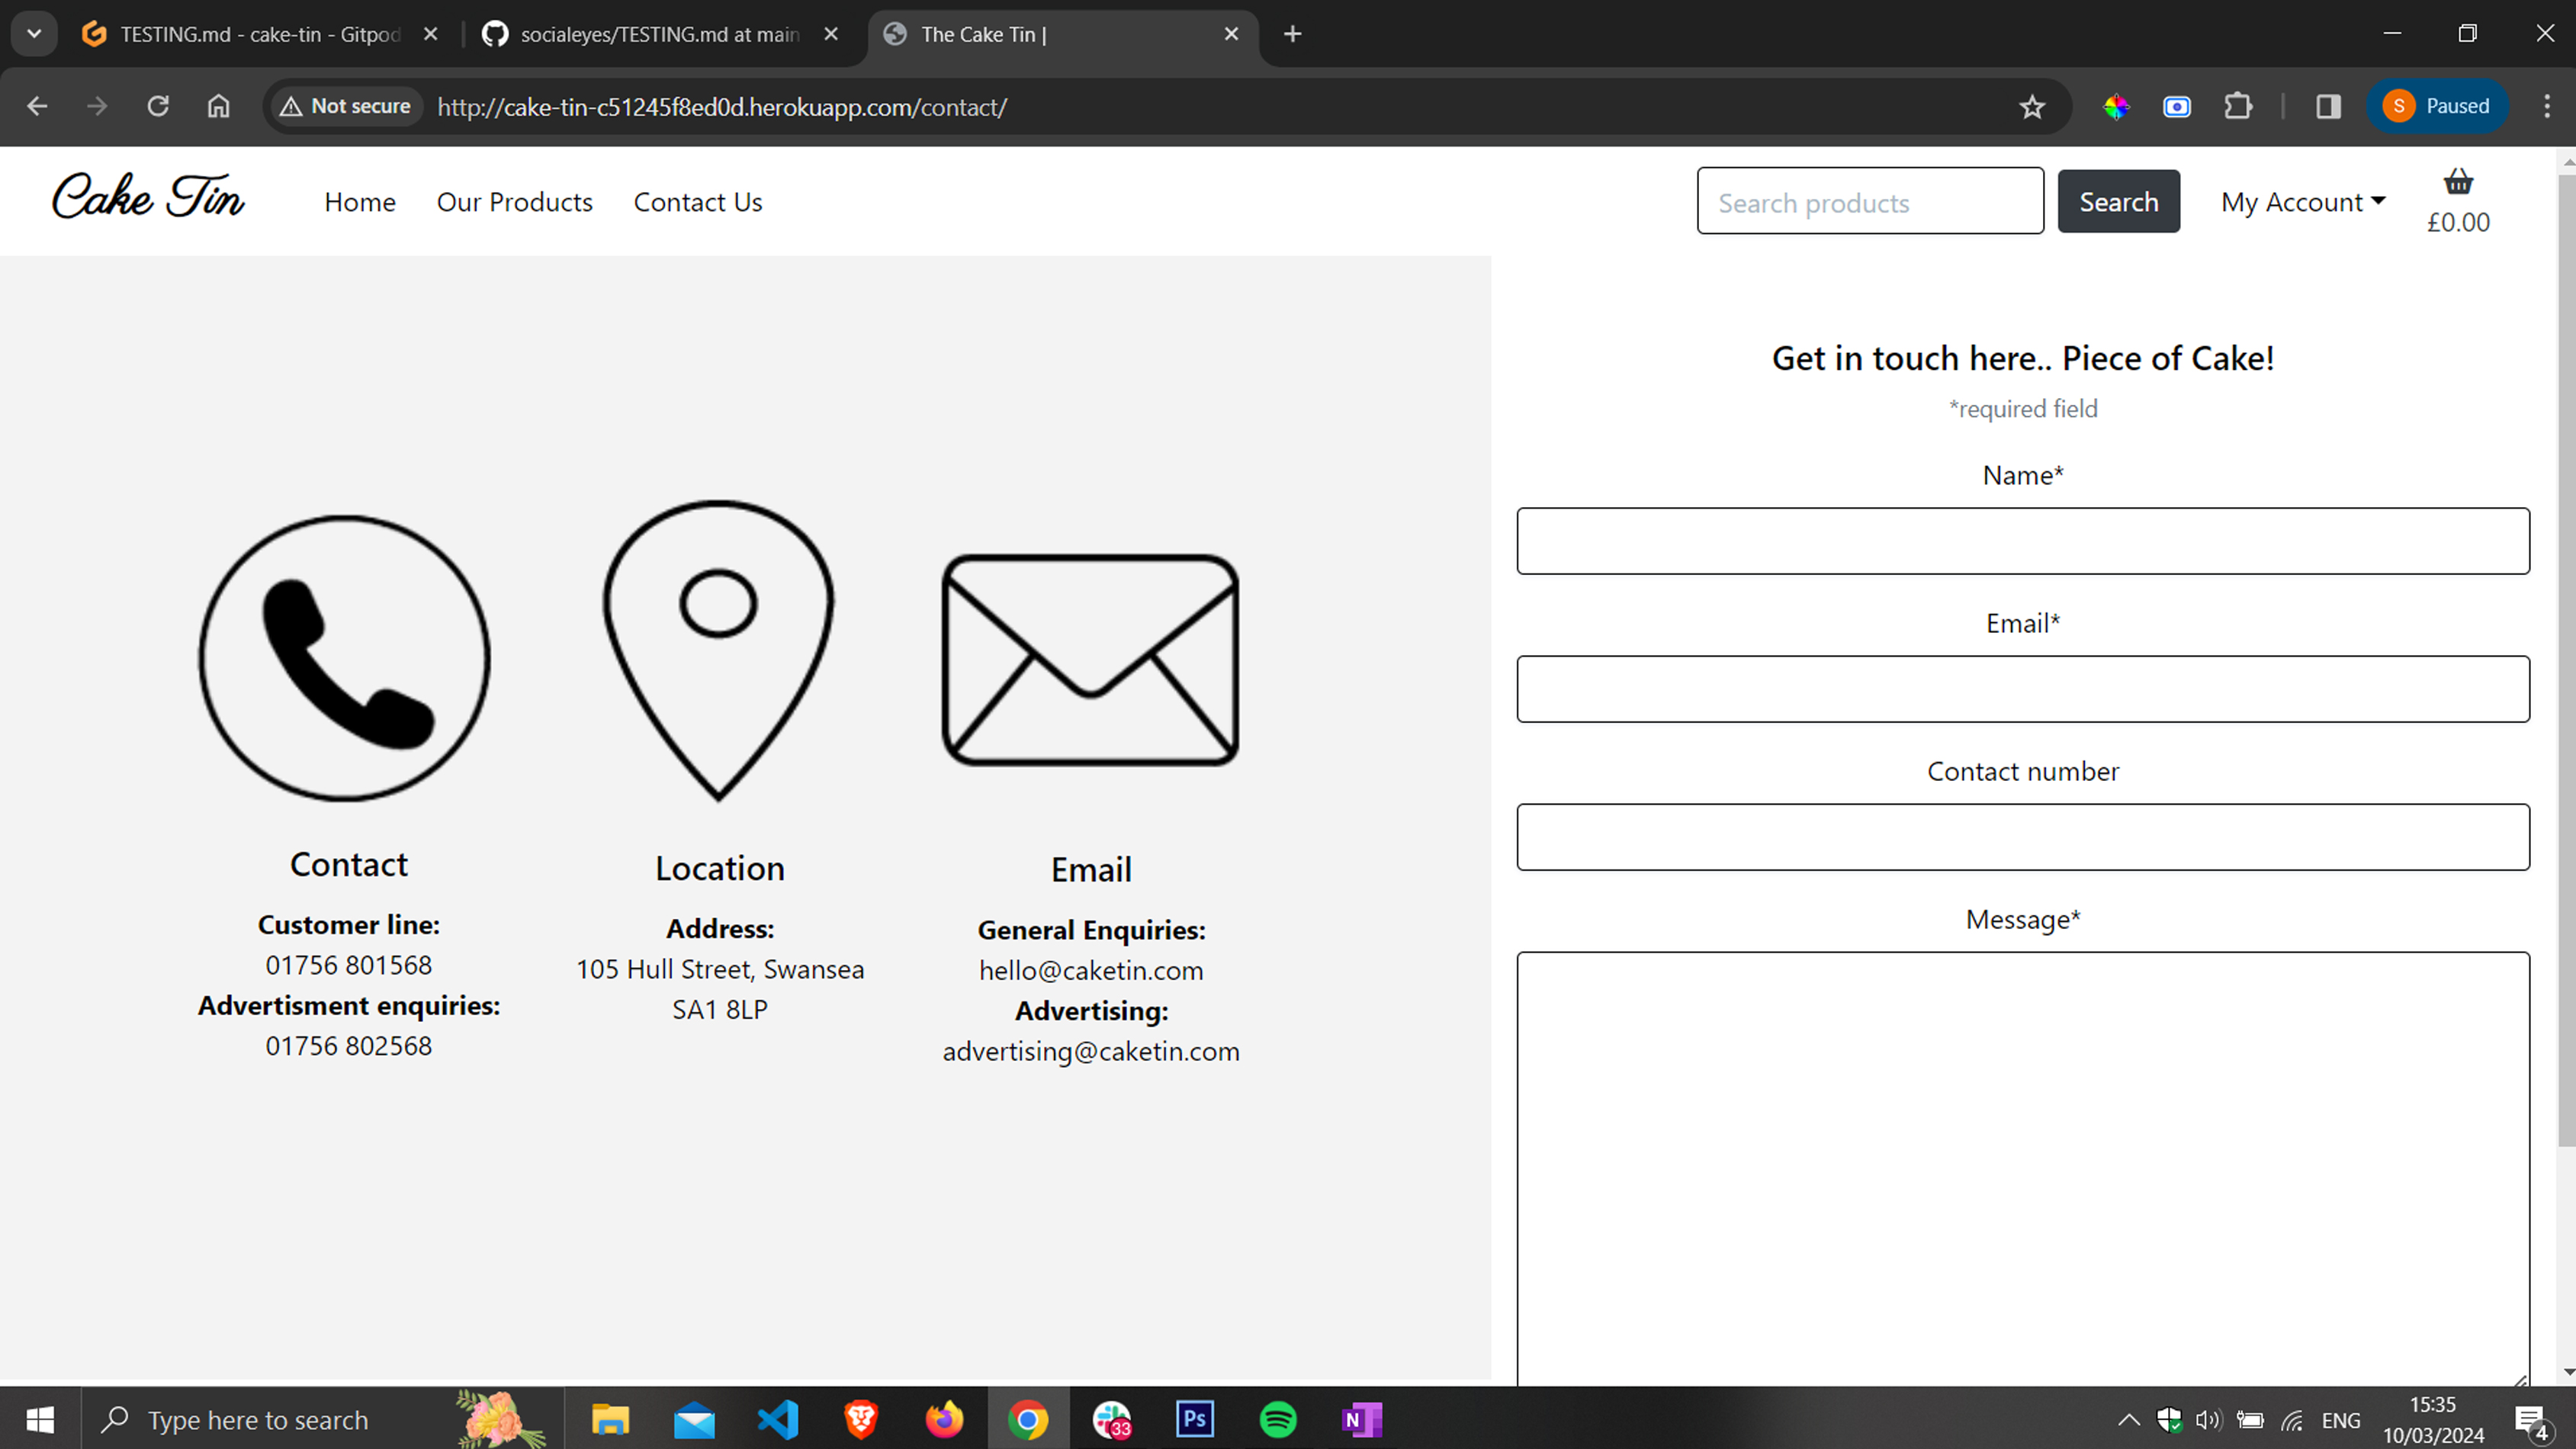 TESTING.md - cake-tin - Gitpod
socialeyes/TESTING.md at main
The Cake Tin |
Not secure
http://cake-tin-c51245f8ed0d.herokuapp.com/contact/
S
Paused
Cake Tin
Home
Our Products
Contact Us
Search products
Search
My Account
£0.00
Get in touch here.. Piece of Cake!
*required field
Name*
Email*
Contact number
Message*
Contact
Customer line:
01756 801568
Advertisment enquiries:
01756 802568
Location
Address:
105 Hull Street, Swansea
SA1 8LP
Email
General Enquiries:
hello@caketin.com
Advertising:
advertising@caketin.com
Type here to search
33
Ps
N
ENG
15:35
10/03/2024
4